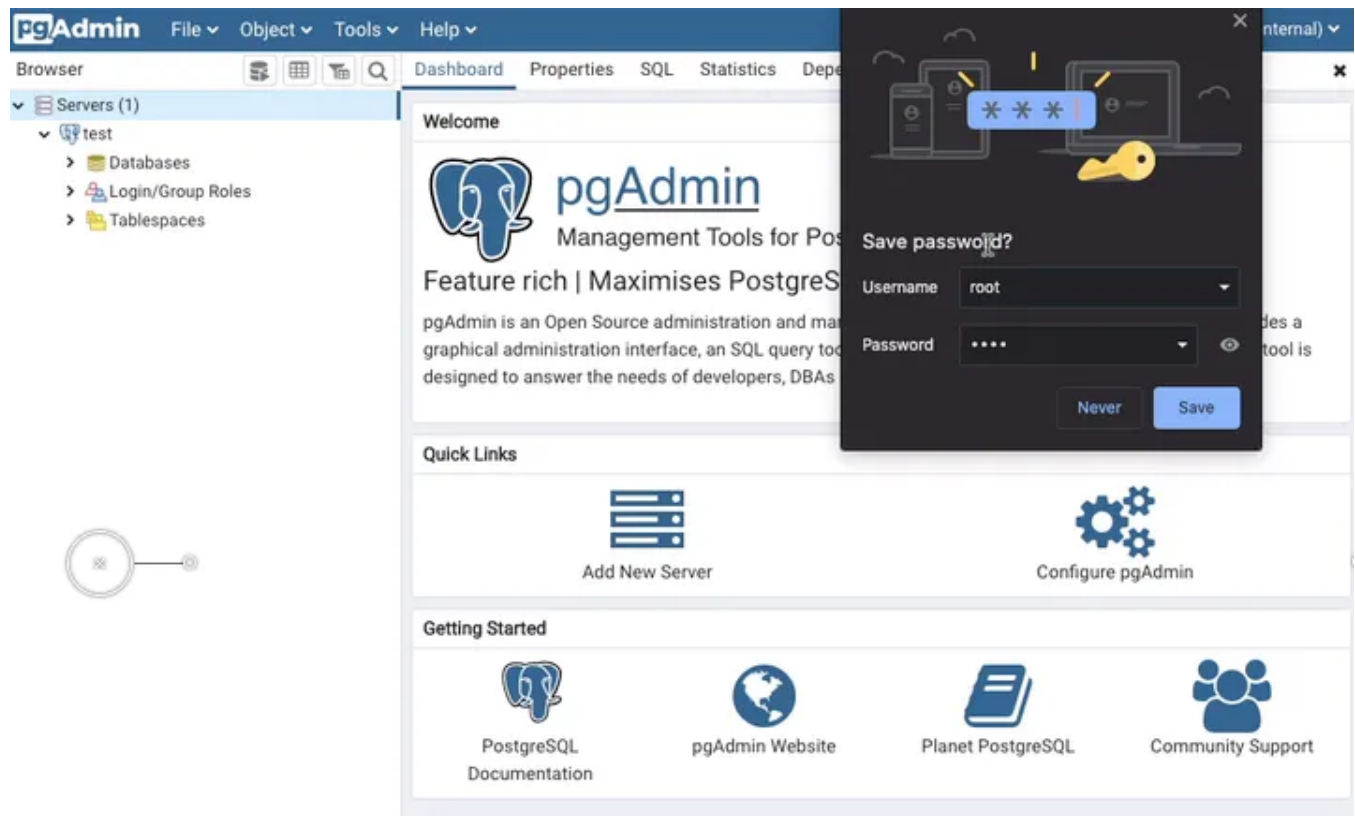 pgAdmin File Object Tools Help nternal)
Browser
Dashboard Properties SQL Statistics Depe
Servers (1)
test
Databases
Login/Group Roles
Tablespaces
Welcome
pgAdmin
Management Tools for Pos
Feature rich | Maximises PostgreS
pgAdmin is an Open Source administration and mar
graphical administration interface, an SQL query too
designed to answer the needs of developers, DBAs
des a
tool is
* * *
Save password?
Username root
Password ••••
Never Save
Quick Links
Add New Server
Configure pgAdmin
Getting Started
PostgreSQL
Documentation
pgAdmin Website
Planet PostgreSQL
Community Support